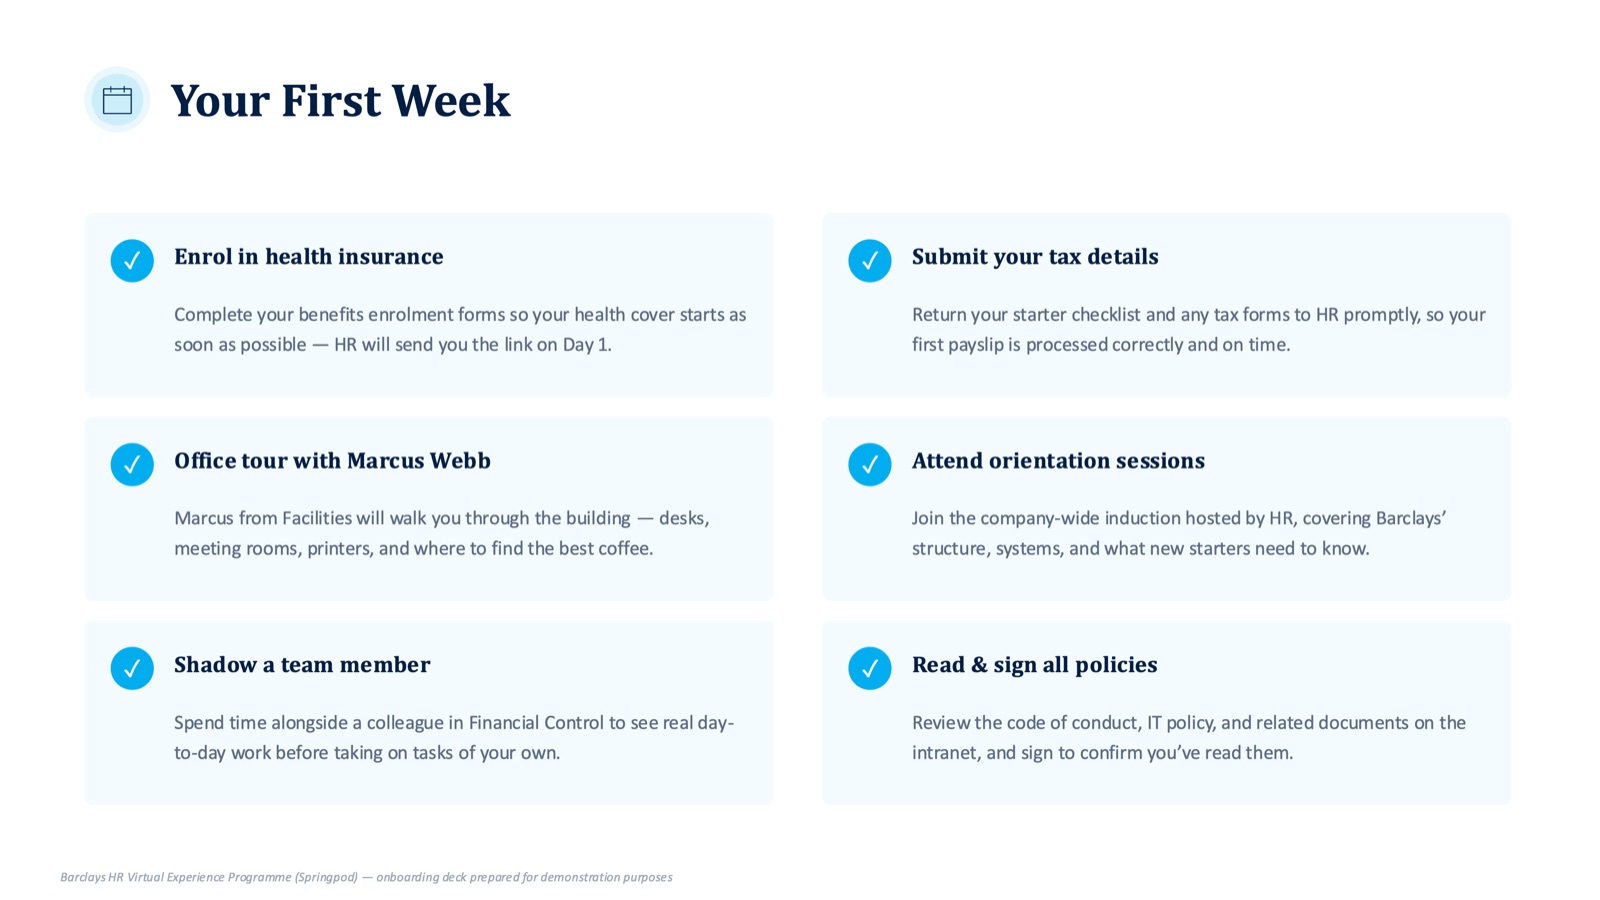 Your First Week
Enrol in health insurance
Complete your benefits enrolment forms so your health cover starts as
soon as possible — HR will send you the link on Day 1.
Submit your tax details
Return your starter checklist and any tax forms to HR promptly, so your
first payslip is processed correctly and on time.
Office tour with Marcus Webb
Marcus from Facilities will walk you through the building — desks,
meeting rooms, printers, and where to find the best coffee.
Attend orientation sessions
Join the company-wide induction hosted by HR, covering Barclays’
structure, systems, and what new starters need to know.
Shadow a team member
Spend time alongside a colleague in Financial Control to see real day-
to-day work before taking on tasks of your own.
Read & sign all policies
Review the code of conduct, IT policy, and related documents on the
intranet, and sign to confirm you’ve read them.
Barclays HR Virtual Experience Programme (Springpod) — onboarding deck prepared for demonstration purposes